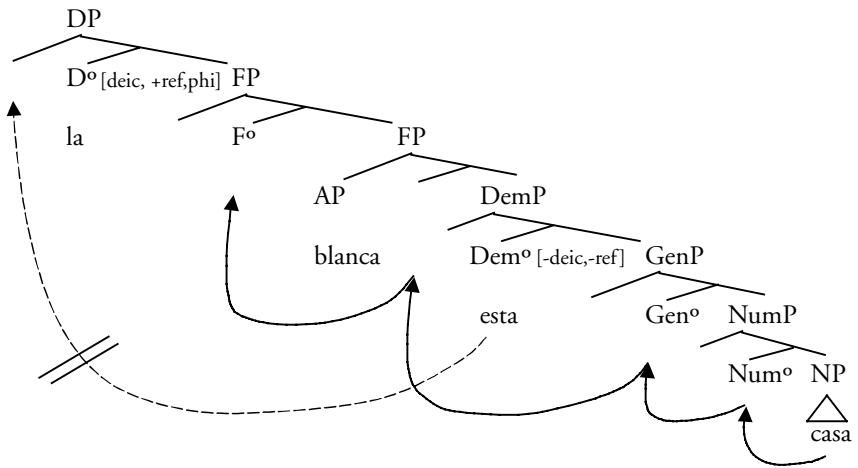 DP
Dº [deic, +ref,phi] FP
la Fº FP
AP DemP
blanca Demº [-deic,-ref] GenP
esta Genº NumP
Numº NP
casa